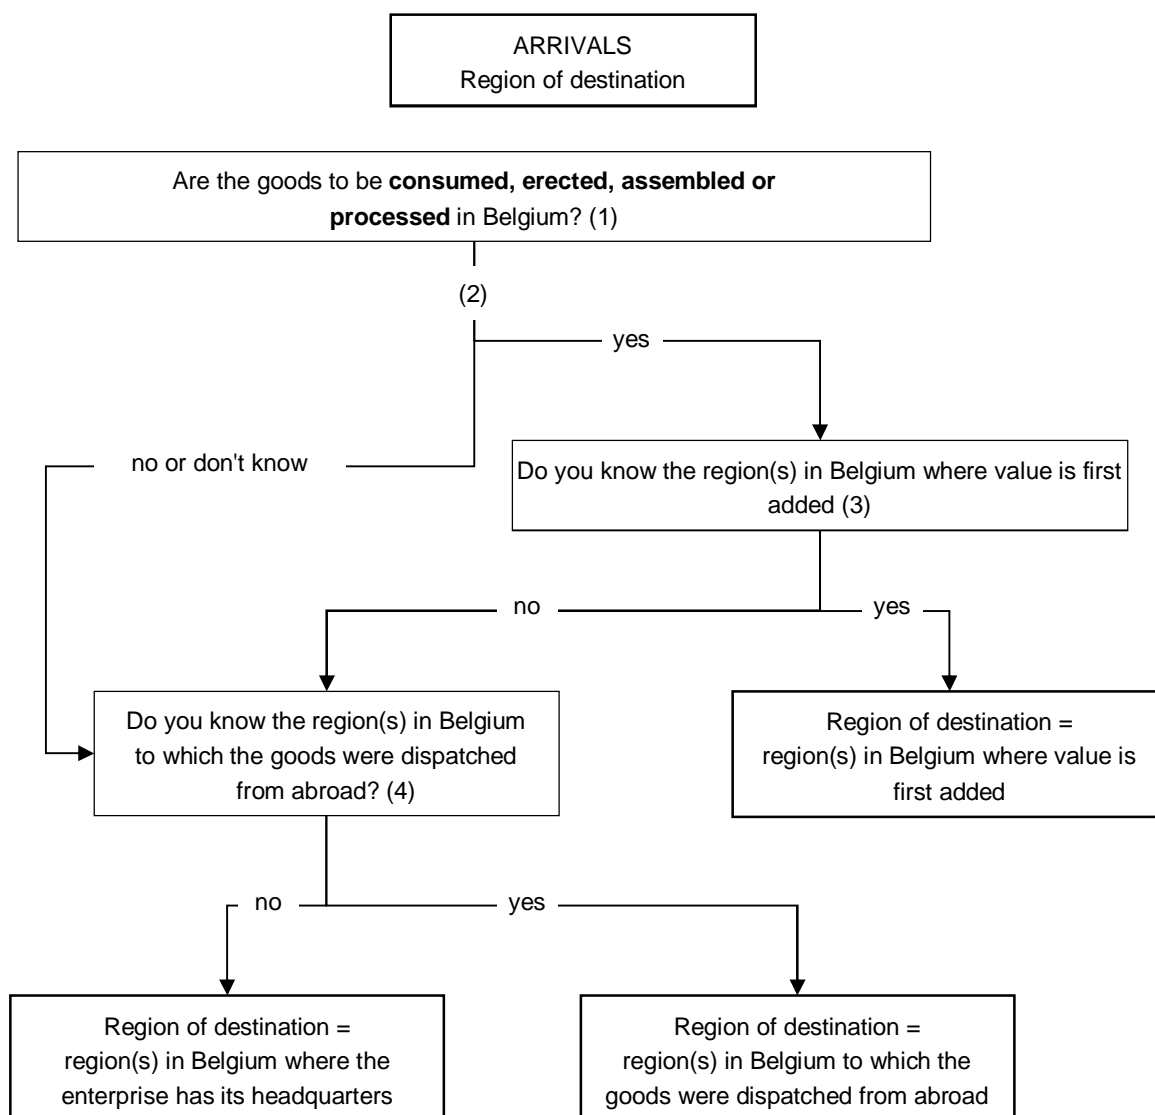 ARRIVALS
Region of destination
Are the goods to be consumed, erected, assembled or
processed in Belgium? (1)
(2)
yes
no or don't know
Do you know the region(s) in Belgium where value is first
added (3)
no
yes
Do you know the region(s) in Belgium
to which the goods were dispatched
from abroad? (4)
Region of destination =
region(s) in Belgium where value is
first added
no
yes
Region of destination =
region(s) in Belgium where the
enterprise has its headquarters
Region of destination =
region(s) in Belgium to which the
goods were dispatched from abroad